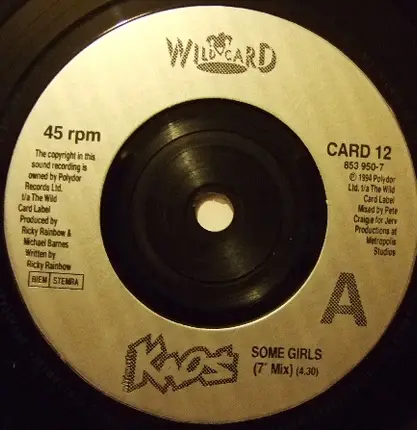 WILDCARD
45 rpm
The copyright in this
sound recording is
owned by Polydor
Records Ltd.
t/a The Wild
Card Label
Produced by
Ricky Rainbow &
Michael Barnes
Written by
Ricky Rainbow
BIEM STEMRA
CARD 12
853 950-7
℗ 1994 Polydor
Ltd. t/a The Wild
Card Label
Mixed by Pete
Craigie for Jerv
Productions at
Metropolis
Studios
A
KAOS
SOME GIRLS
(7" Mix) (4.30)